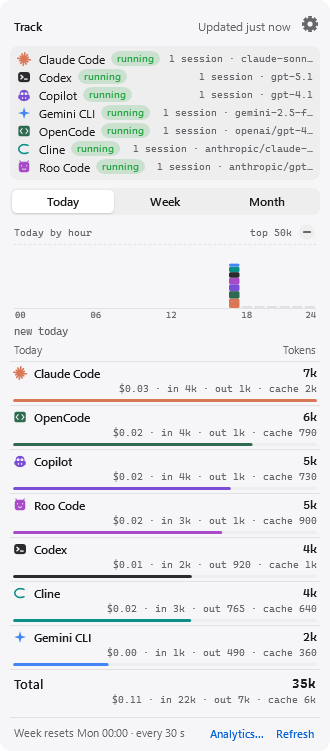 Track Updated just now
Claude Code running 1 session · claude-sonn…
Codex running 1 session · gpt-5.1
Copilot running 1 session · gpt-4.1
Gemini CLI running 1 session · gemini-2.5-f…
OpenCode running 1 session · openai/gpt-4…
Cline running 1 session · anthropic/claude-…
Roo Code running 1 session · anthropic/gpt…
Today Week Month
Today by hour top 50k −
00 06 12 18 24
new today
Today Tokens
Claude Code 7k
$0.03 · in 4k · out 1k · cache 2k
OpenCode 6k
$0.02 · in 4k · out 1k · cache 790
Copilot 5k
$0.02 · in 4k · out 1k · cache 730
Roo Code 5k
$0.02 · in 3k · out 1k · cache 900
Codex 4k
$0.01 · in 2k · out 920 · cache 1k
Cline 4k
$0.02 · in 3k · out 765 · cache 640
Gemini CLI 2k
$0.00 · in 1k · out 490 · cache 360
Total 35k
$0.11 · in 22k · out 7k · cache 6k
Week resets Mon 00:00 · every 30 s Analytics... Refresh